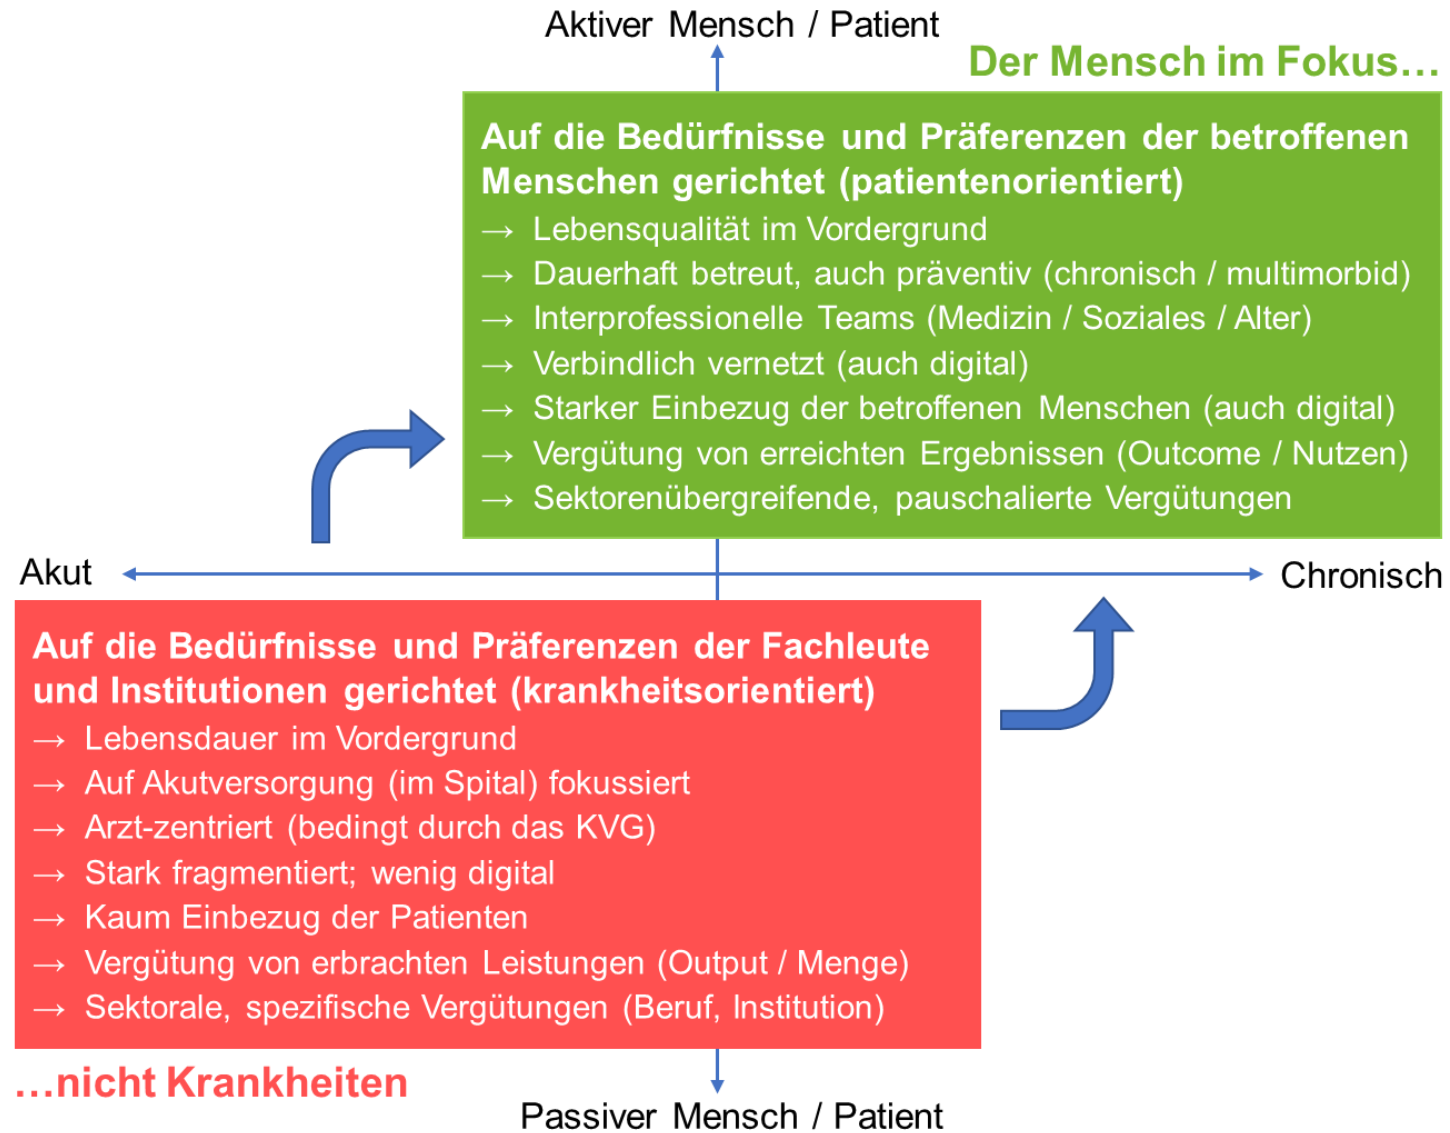 Aktiver Mensch / Patient
Der Mensch im Fokus…
Auf die Bedürfnisse und Präferenzen der betroffenen
Menschen gerichtet (patientenorientiert)
→ Lebensqualität im Vordergrund
→ Dauerhaft betreut, auch präventiv (chronisch / multimorbid)
→ Interprofessionelle Teams (Medizin / Soziales / Alter)
→ Verbindlich vernetzt (auch digital)
→ Starker Einbezug der betroffenen Menschen (auch digital)
→ Vergütung von erreichten Ergebnissen (Outcome / Nutzen)
→ Sektorenübergreifende, pauschalierte Vergütungen
Akut
Chronisch
Auf die Bedürfnisse und Präferenzen der Fachleute
und Institutionen gerichtet (krankheitsorientiert)
→ Lebensdauer im Vordergrund
→ Auf Akutversorgung (im Spital) fokussiert
→ Arzt-zentriert (bedingt durch das KVG)
→ Stark fragmentiert; wenig digital
→ Kaum Einbezug der Patienten
→ Vergütung von erbrachten Leistungen (Output / Menge)
→ Sektorale, spezifische Vergütungen (Beruf, Institution)
…nicht Krankheiten
Passiver Mensch / Patient